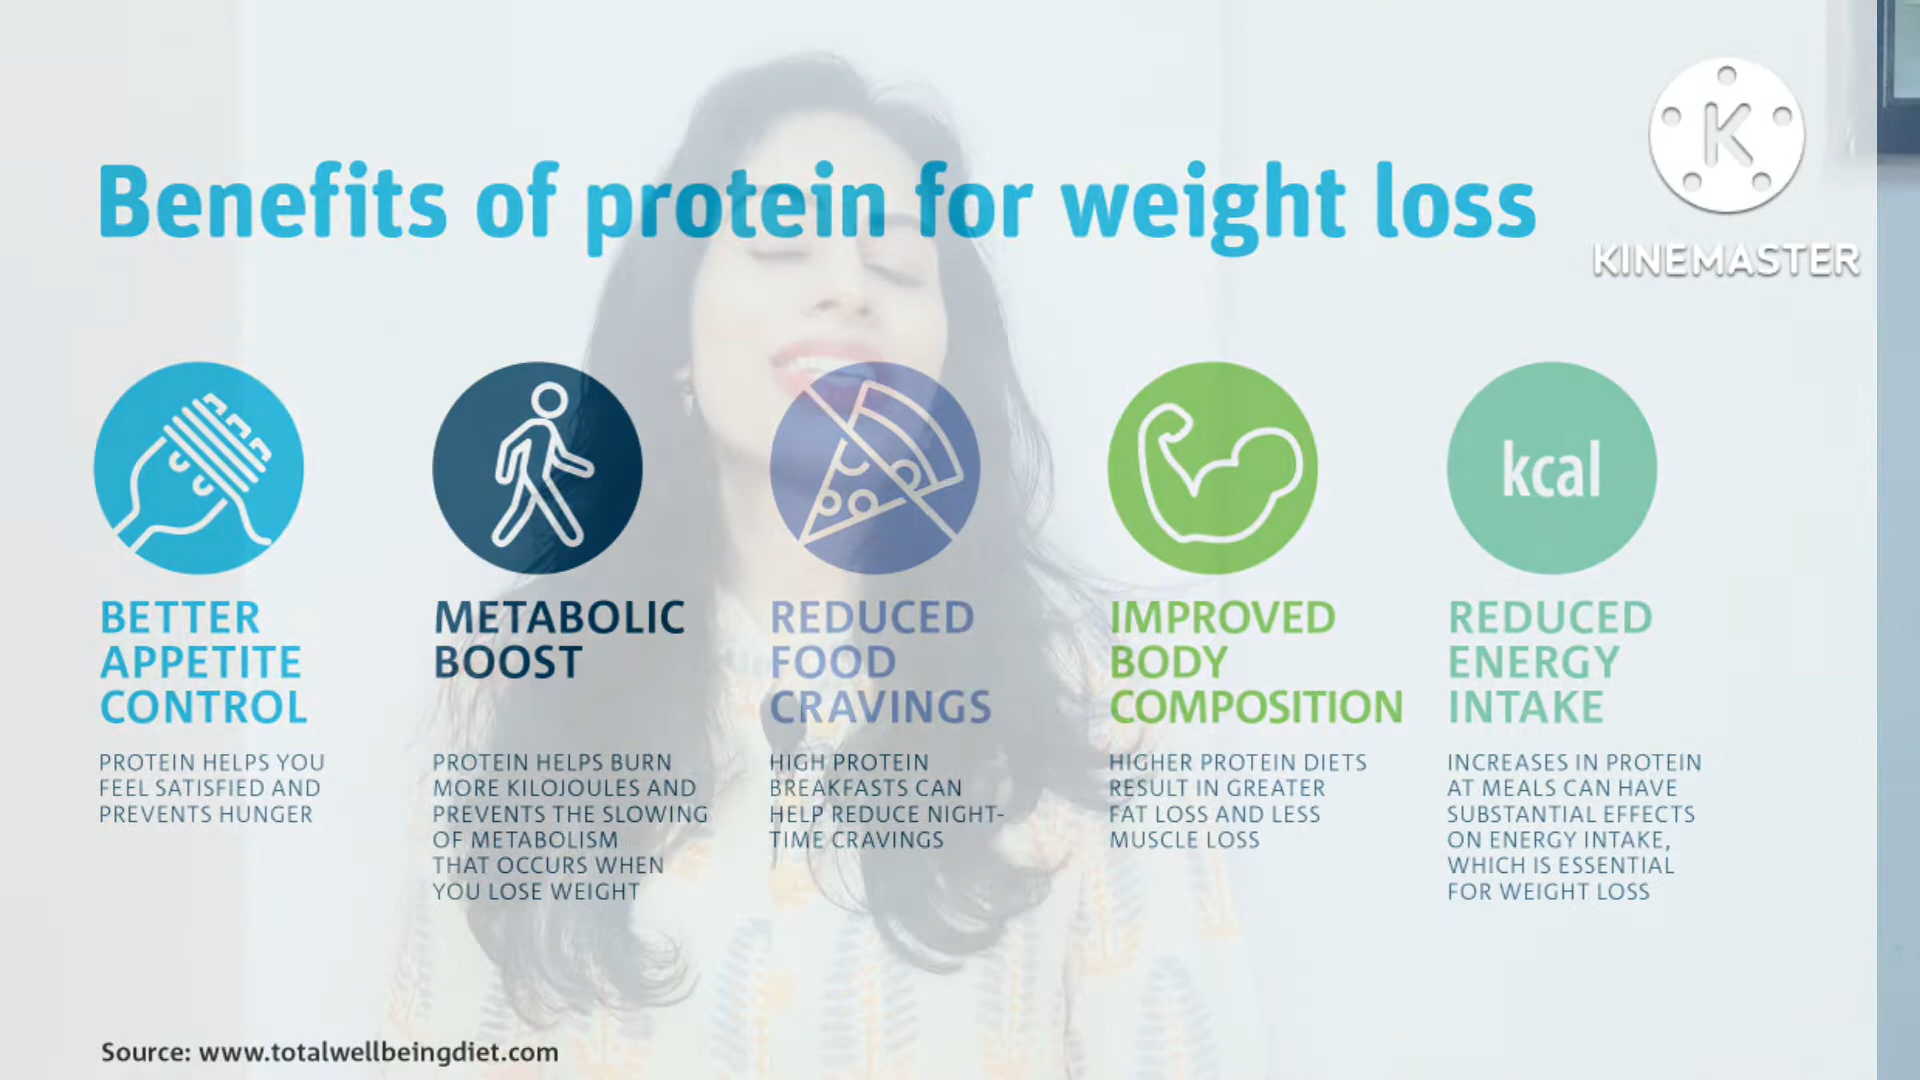 Benefits of protein for weight loss
K
KINEMASTER
kcal
BETTER
APPETITE
CONTROL
PROTEIN HELPS YOU
FEEL SATISFIED AND
PREVENTS HUNGER
METABOLIC
BOOST
PROTEIN HELPS BURN
MORE KILOJOULES AND
PREVENTS THE SLOWING
OF METABOLISM
THAT OCCURS WHEN
YOU LOSE WEIGHT
REDUCED
FOOD
CRAVINGS
HIGH PROTEIN
BREAKFASTS CAN
HELP REDUCE NIGHT-
TIME CRAVINGS
IMPROVED
BODY
COMPOSITION
HIGHER PROTEIN DIETS
RESULT IN GREATER
FAT LOSS AND LESS
MUSCLE LOSS
REDUCED
ENERGY
INTAKE
INCREASES IN PROTEIN
AT MEALS CAN HAVE
SUBSTANTIAL EFFECTS
ON ENERGY INTAKE,
WHICH IS ESSENTIAL
FOR WEIGHT LOSS
Source: www.totalwellbeingdiet.com